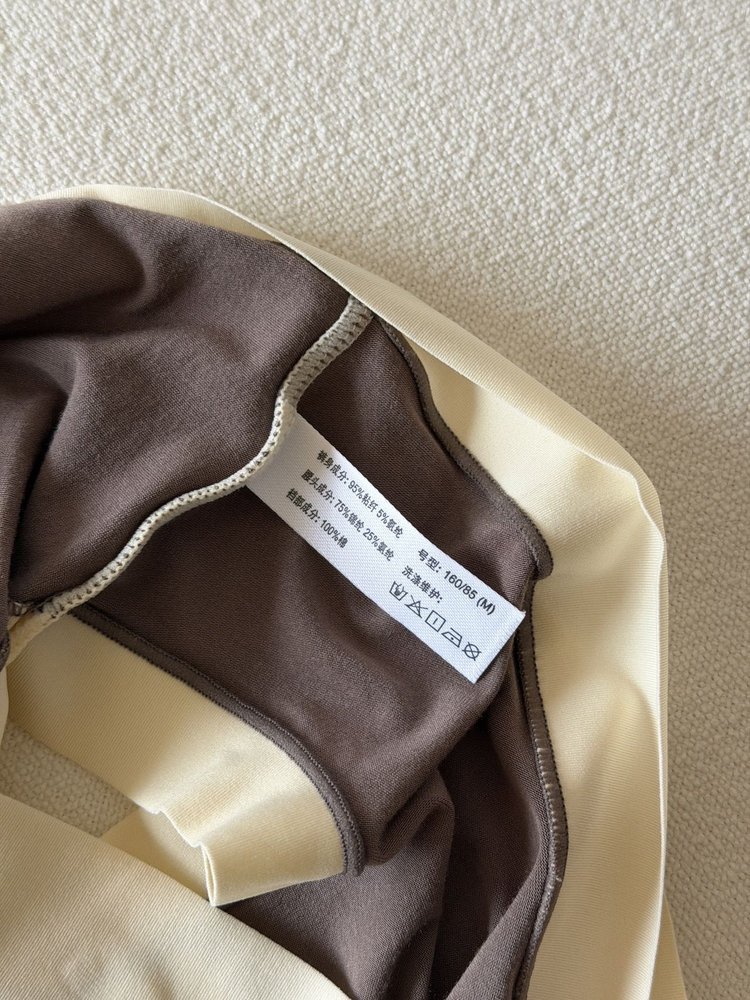 裤身成分: 95%粘纤 5%氨纶
腰头成分: 75%锦纶 25%氨纶
裆部成分: 100%棉
号型: 160/85 (M)
洗涤维护: